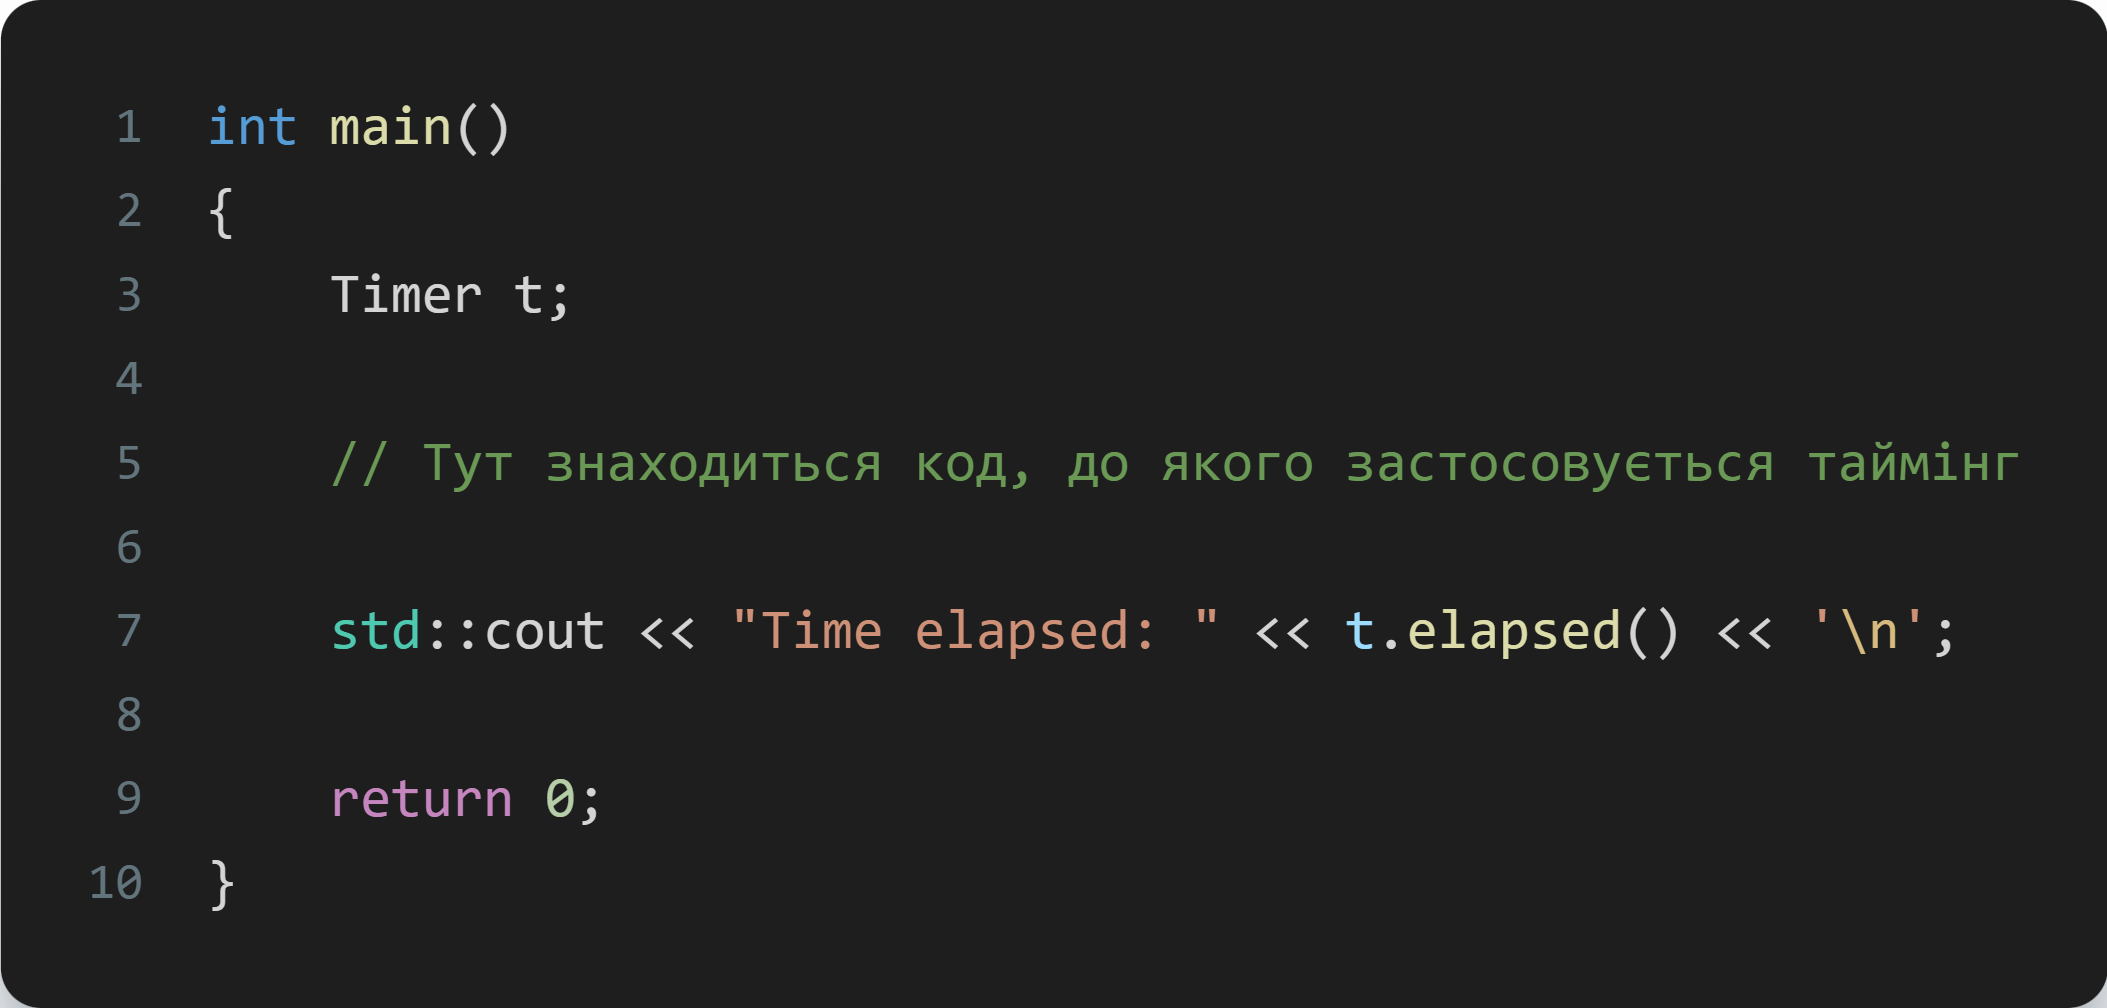 1 int main()
2 {
3     Timer t;
4
5     // Тут знаходиться код, до якого застосовується таймінг
6
7     std::cout << "Time elapsed: " << t.elapsed() << '\n';
8
9     return 0;
10 }